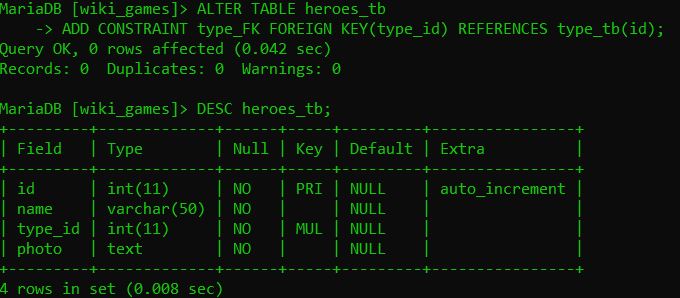 MariaDB [wiki_games]> ALTER TABLE heroes_tb
    -> ADD CONSTRAINT type_FK FOREIGN KEY(type_id) REFERENCES type_tb(id);
Query OK, 0 rows affected (0.042 sec)
Records: 0  Duplicates: 0  Warnings: 0

MariaDB [wiki_games]> DESC heroes_tb;
+---------+-------------+------+-----+---------+----------------+
| Field   | Type        | Null | Key | Default | Extra          |
+---------+-------------+------+-----+---------+----------------+
| id      | int(11)     | NO   | PRI | NULL    | auto_increment |
| name    | varchar(50) | NO   |     | NULL    |                |
| type_id | int(11)     | NO   | MUL | NULL    |                |
| photo   | text        | NO   |     | NULL    |                |
+---------+-------------+------+-----+---------+----------------+
4 rows in set (0.008 sec)